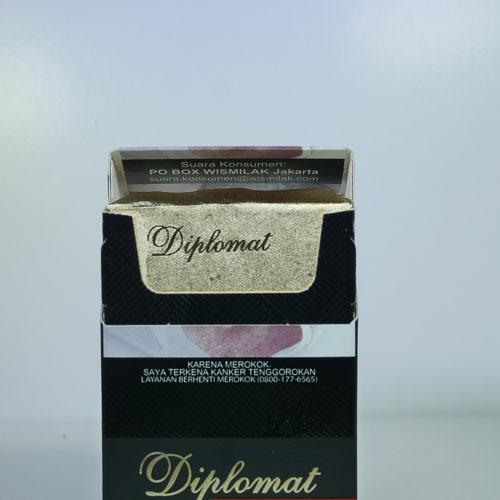 Suara Konsumen:
PO BOX WISMILAK Jakarta
suara.konsumen@wismilak.com
Diplomat
KARENA MEROKOK,
SAYA TERKENA KANKER TENGGOROKAN
LAYANAN BERHENTI MEROKOK (0800-177-6565)
Diplomat